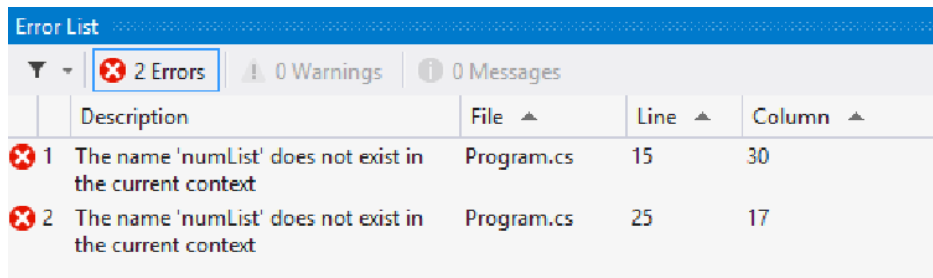 Error List
2 Errors 0 Warnings 0 Messages
Description File Line Column
1 The name 'numList' does not exist in Program.cs 15 30
the current context
2 The name 'numList' does not exist in Program.cs 25 17
the current context